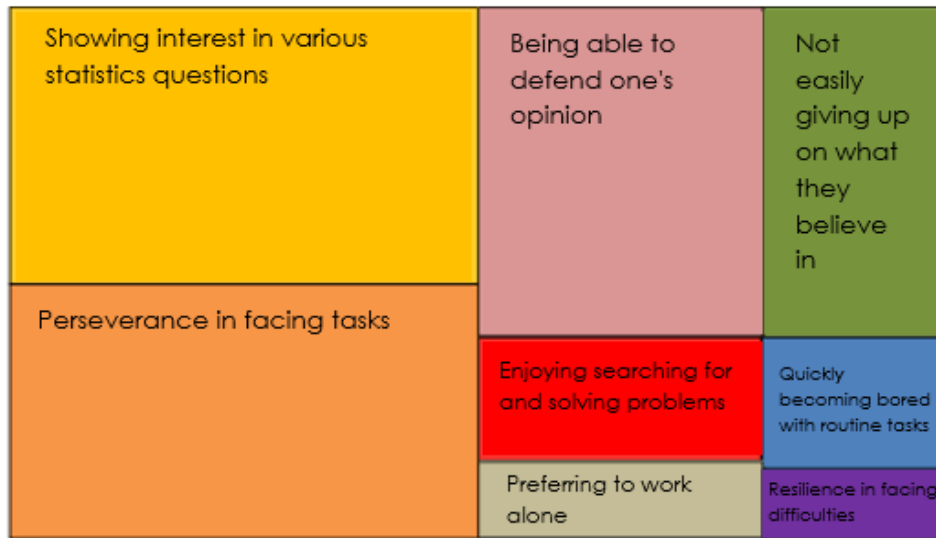 Showing interest in various
statistics questions
Being able to
defend one's
opinion
Not
easily
giving up
on what
they
believe
in
Perseverance in facing tasks
Enjoying searching for
and solving problems
Quickly
becoming bored
with routine tasks
Preferring to work
alone
Resilience in facing
difficulties